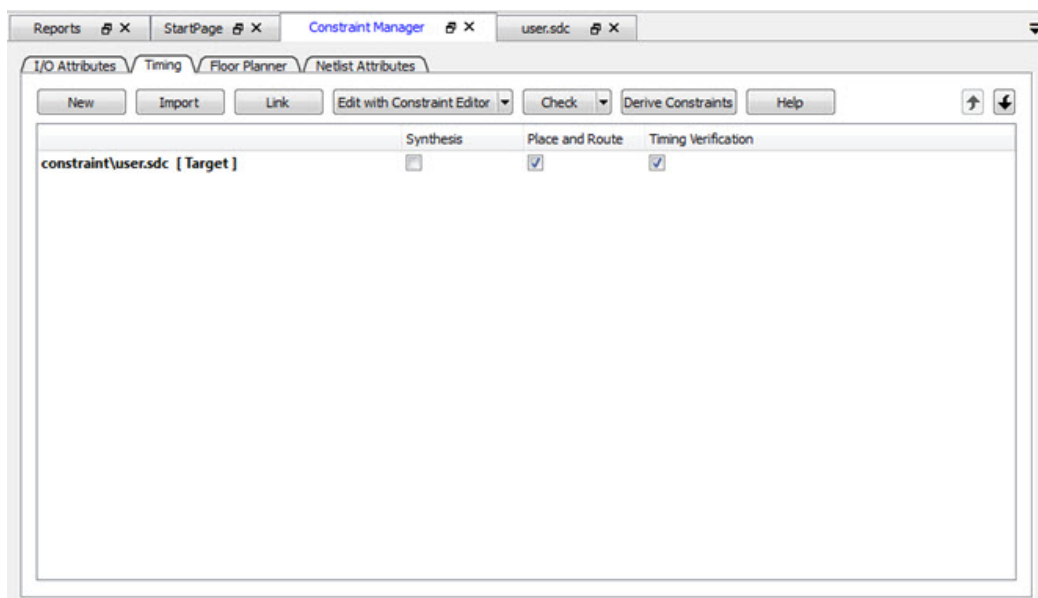 Reports StartPage Constraint Manager user.sdc
I/O Attributes Timing Floor Planner Netlist Attributes
New Import Link Edit with Constraint Editor Check Derive Constraints Help
Synthesis Place and Route Timing Verification
constraint\user.sdc [ Target ]